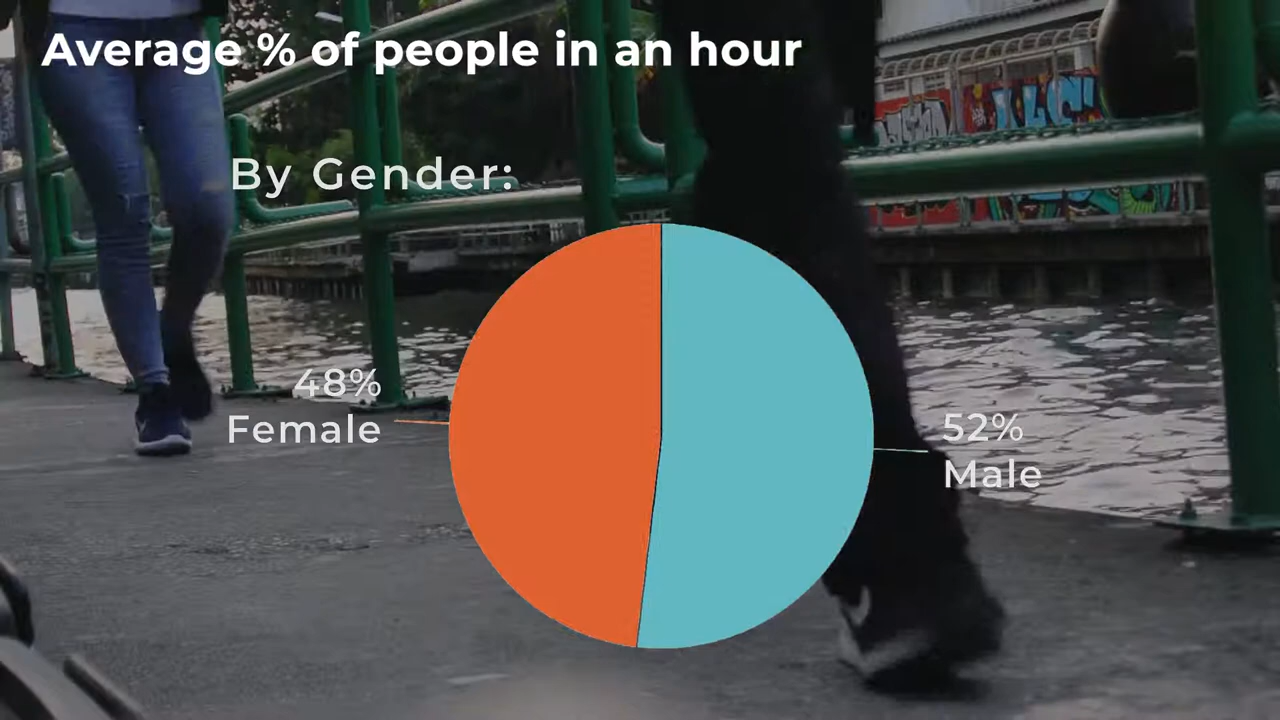 Average % of people in an hour
By Gender:
48%
Female
52%
Male